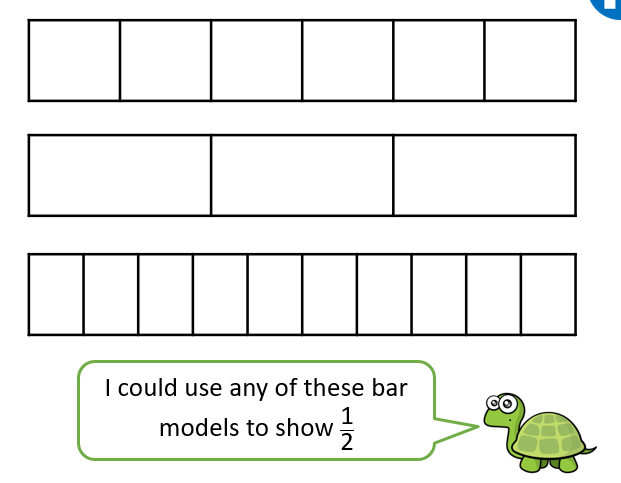 I could use any of these bar
models to show 1/2